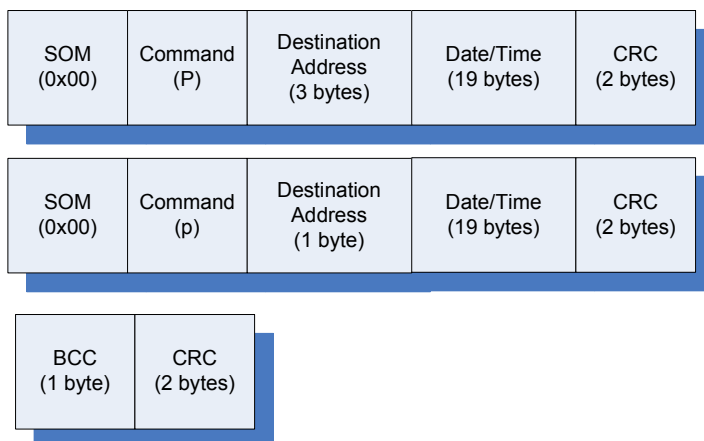 SOM
(0x00)
Command
(P)
Destination
Address
(3 bytes)
Date/Time
(19 bytes)
CRC
(2 bytes)
SOM
(0x00)
Command
(p)
Destination
Address
(1 byte)
Date/Time
(19 bytes)
CRC
(2 bytes)
BCC
(1 byte)
CRC
(2 bytes)